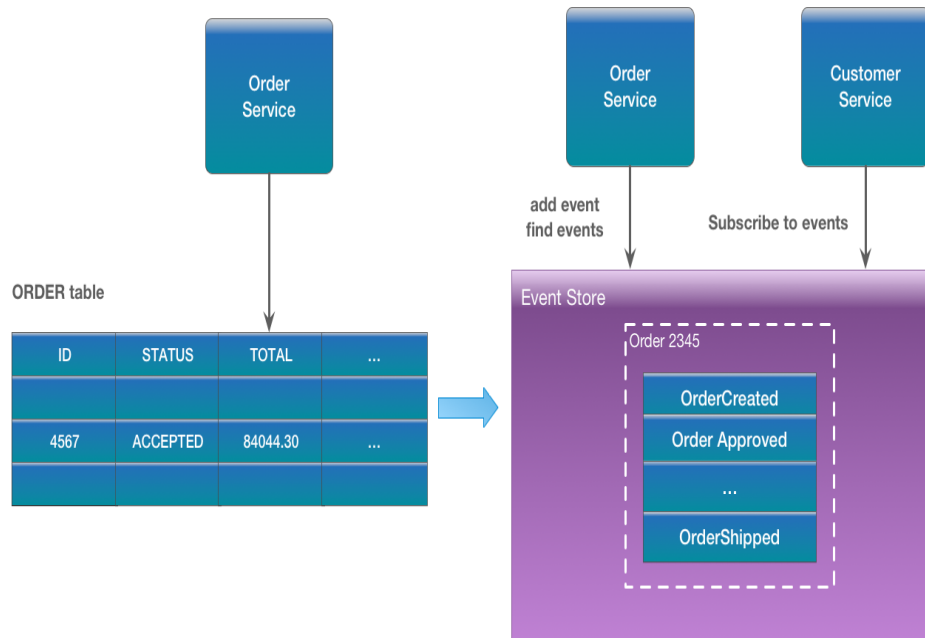 Order
Service
ORDER table
ID STATUS TOTAL ...
4567 ACCEPTED 84044.30 ...
Order
Service
Customer
Service
add event
find events
Subscribe to events
Event Store
Order 2345
OrderCreated
Order Approved
...
OrderShipped